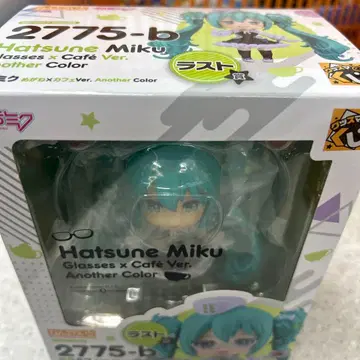 2775-b
Hatsune Miku
Glasses x Café Ver.
Another Color
ミク めがね×カフェVer. Another Color
ラスト賞
Hatsune Miku
Glasses x Café Ver.
Another Color
ラスト
2775-b